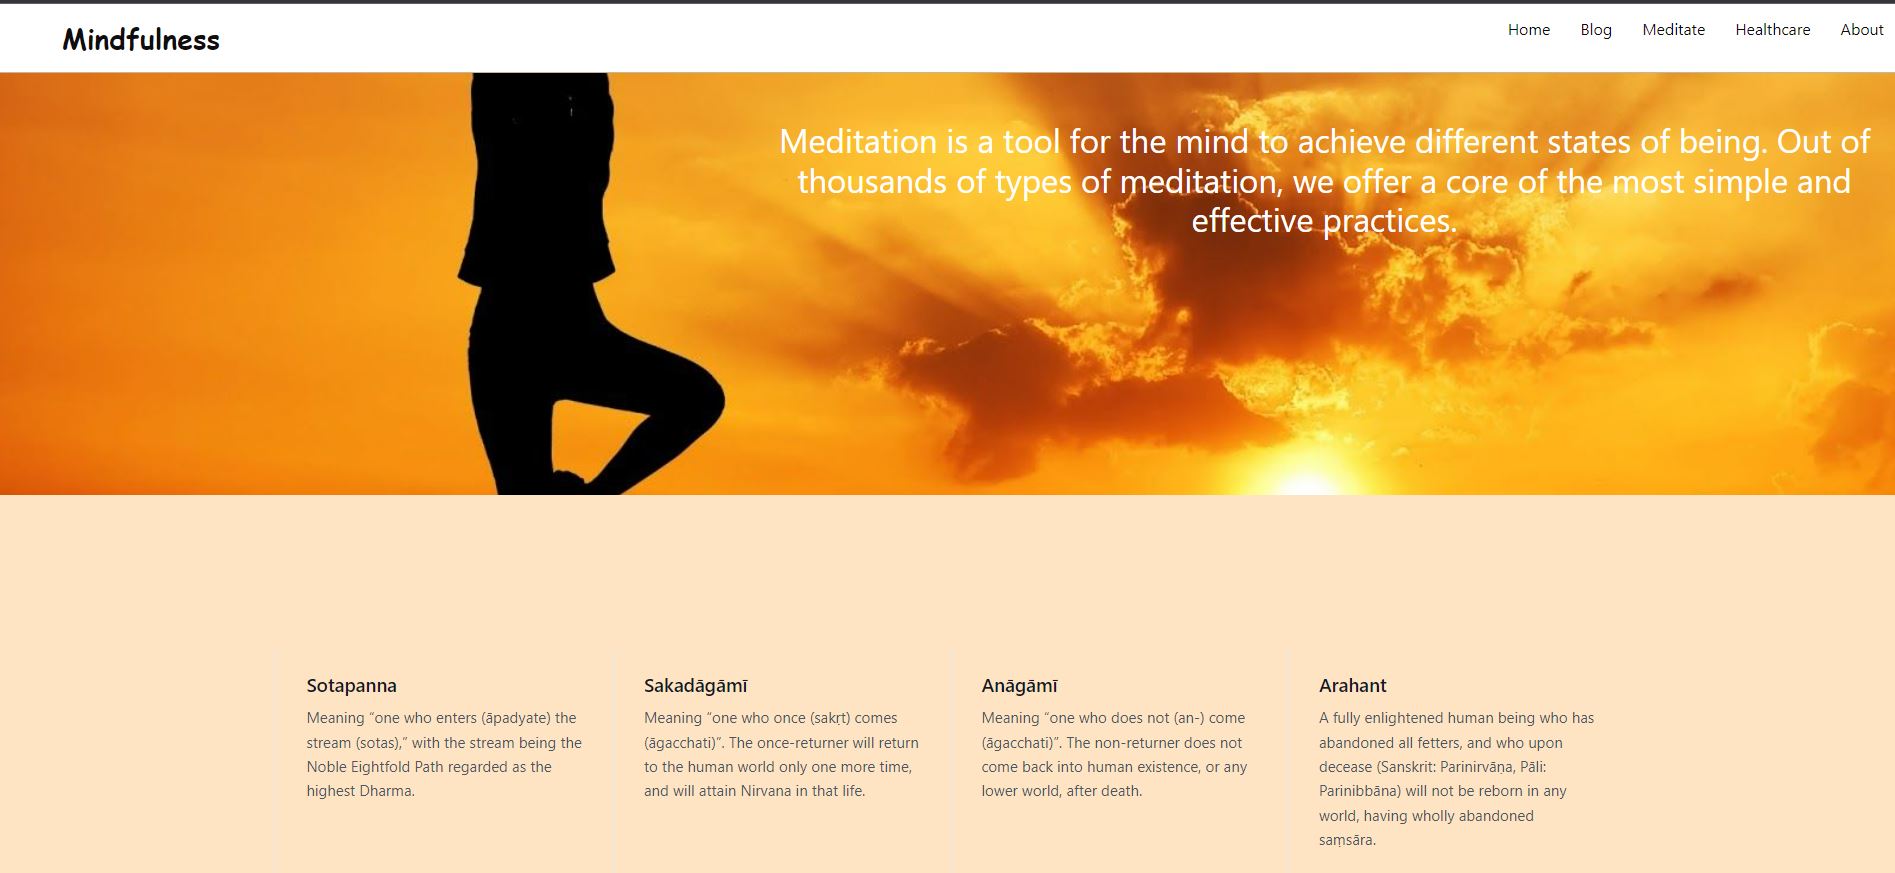 Mindfulness
Home Blog Meditate Healthcare About
Meditation is a tool for the mind to achieve different states of being. Out of
thousands of types of meditation, we offer a core of the most simple and
effective practices.
Sotapanna
Meaning “one who enters (āpadyate) the
stream (sotas),” with the stream being the
Noble Eightfold Path regarded as the
highest Dharma.
Sakadāgāmī
Meaning “one who once (sakṛt) comes
(āgacchati)”. The once-returner will return
to the human world only one more time,
and will attain Nirvana in that life.
Anāgāmī
Meaning “one who does not (an-) come
(āgacchati)”. The non-returner does not
come back into human existence, or any
lower world, after death.
Arahant
A fully enlightened human being who has
abandoned all fetters, and who upon
decease (Sanskrit: Parinirvāṇa, Pāli:
Parinibbāna) will not be reborn in any
world, having wholly abandoned
saṃsāra.